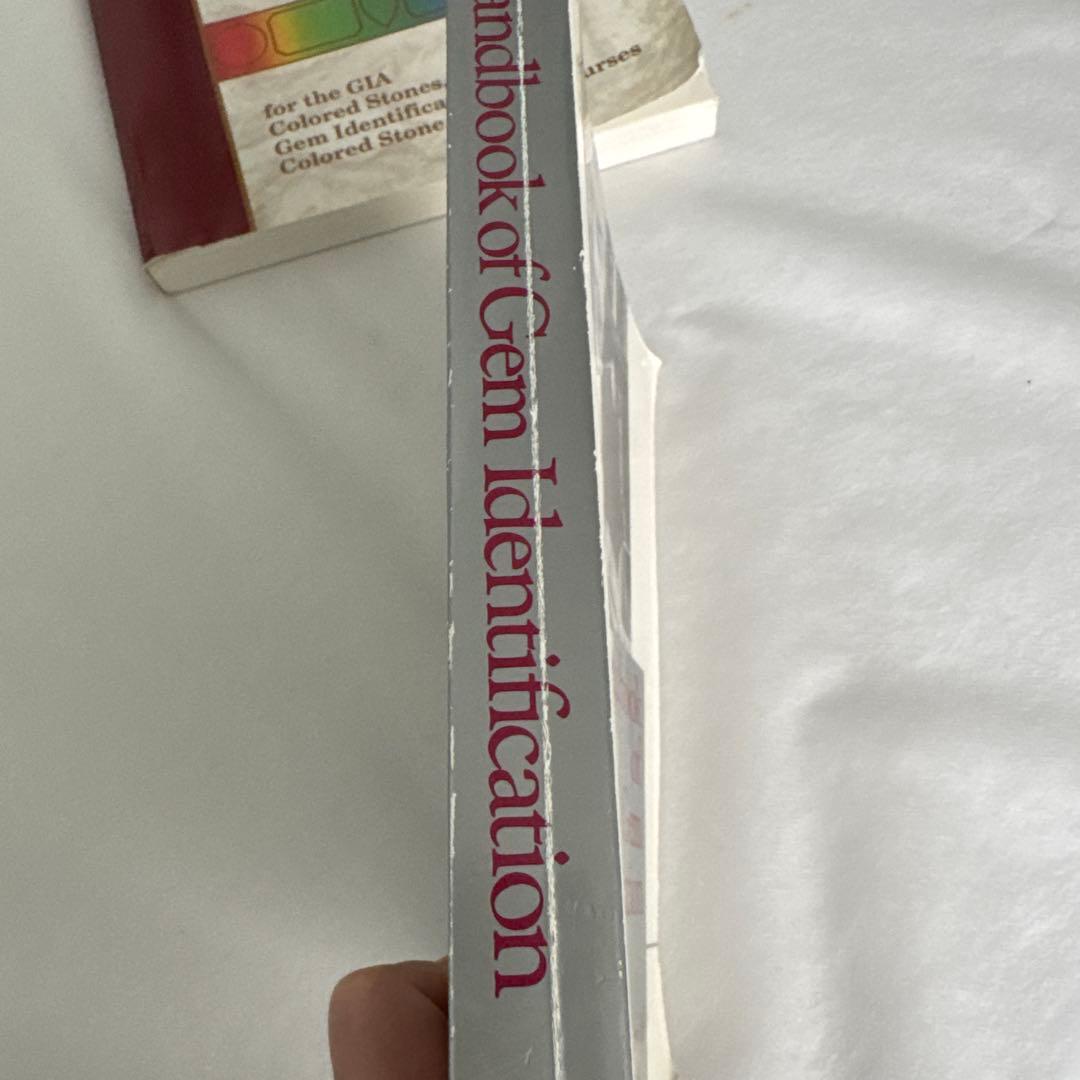 for the GIA
Colored Stones,
Gem Identifica
Colored Stone
urses
andbook of Gem Identification